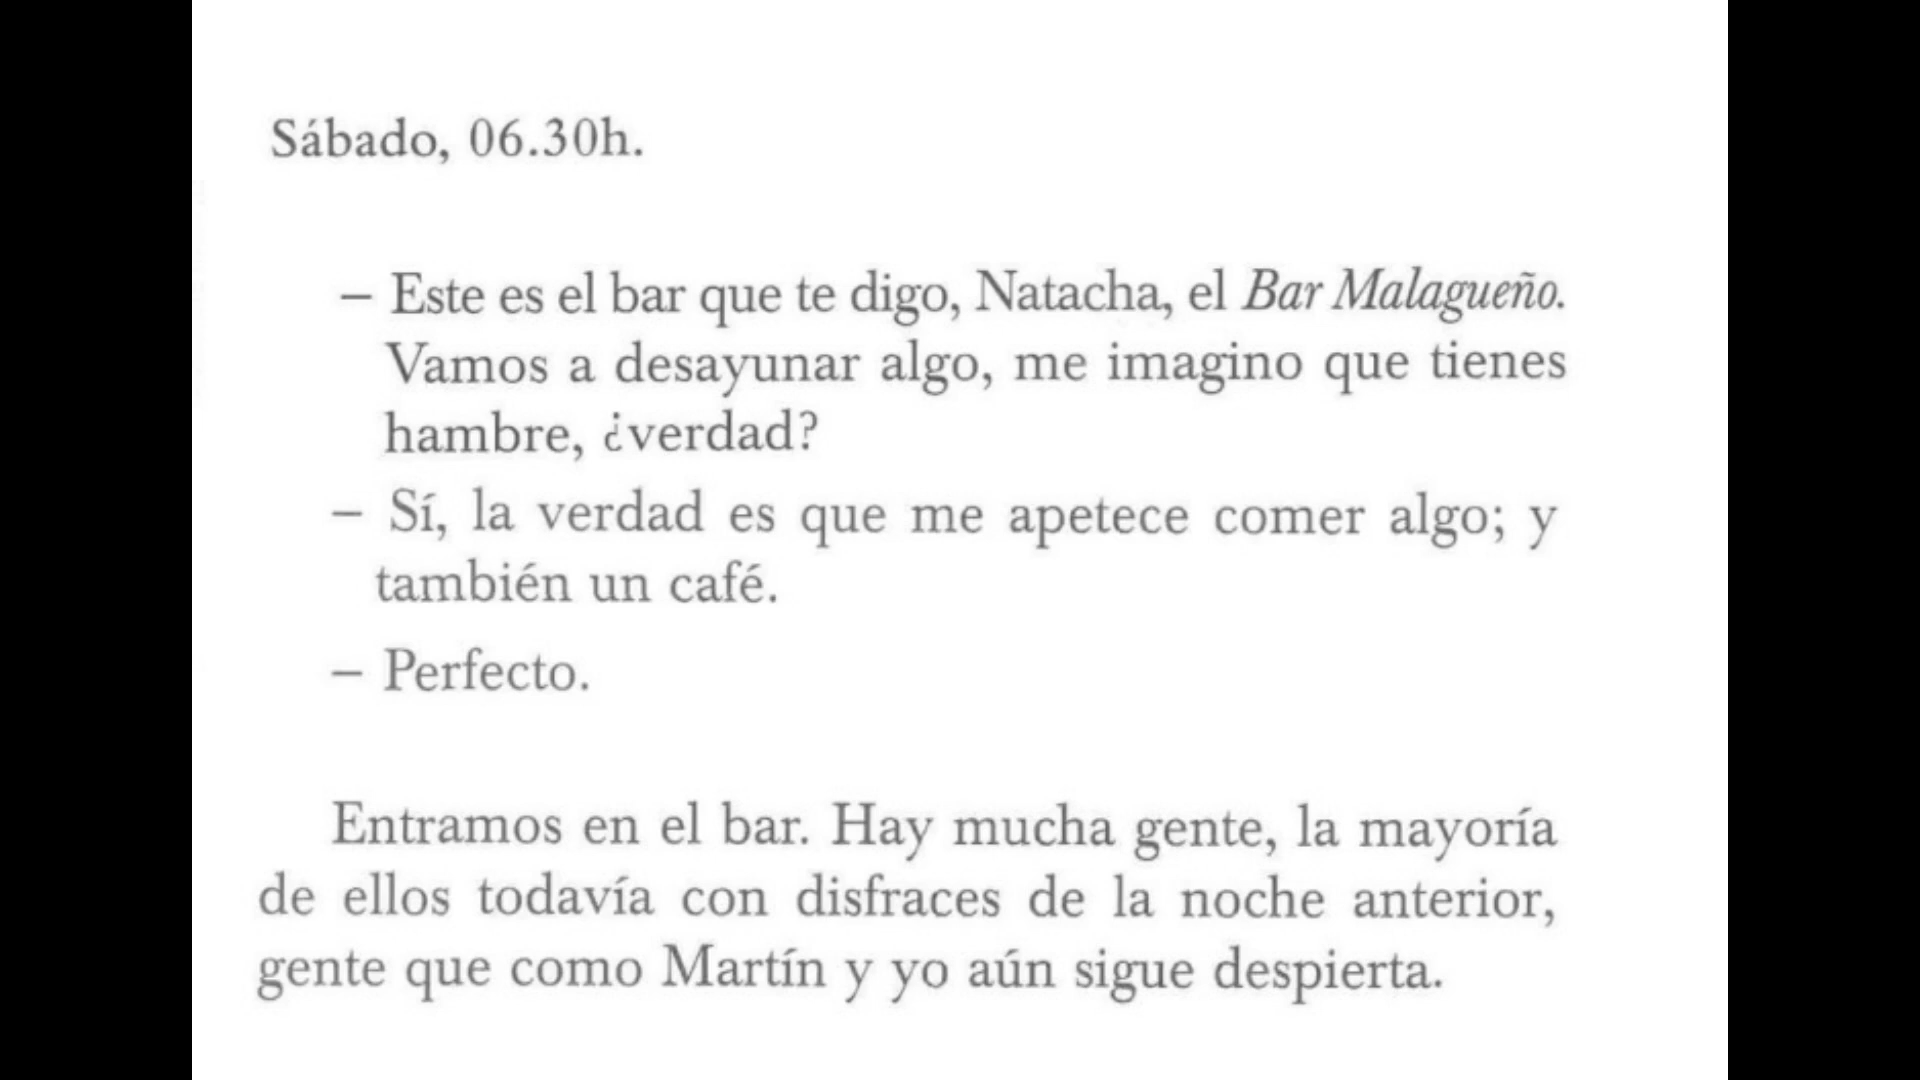 Sábado, 06.30h.
– Este es el bar que te digo, Natacha, el Bar Malagueño.
Vamos a desayunar algo, me imagino que tienes
hambre, ¿verdad?
– Sí, la verdad es que me apetece comer algo; y
también un café.
– Perfecto.
Entramos en el bar. Hay mucha gente, la mayoría
de ellos todavía con disfraces de la noche anterior,
gente que como Martín y yo aún sigue despierta.